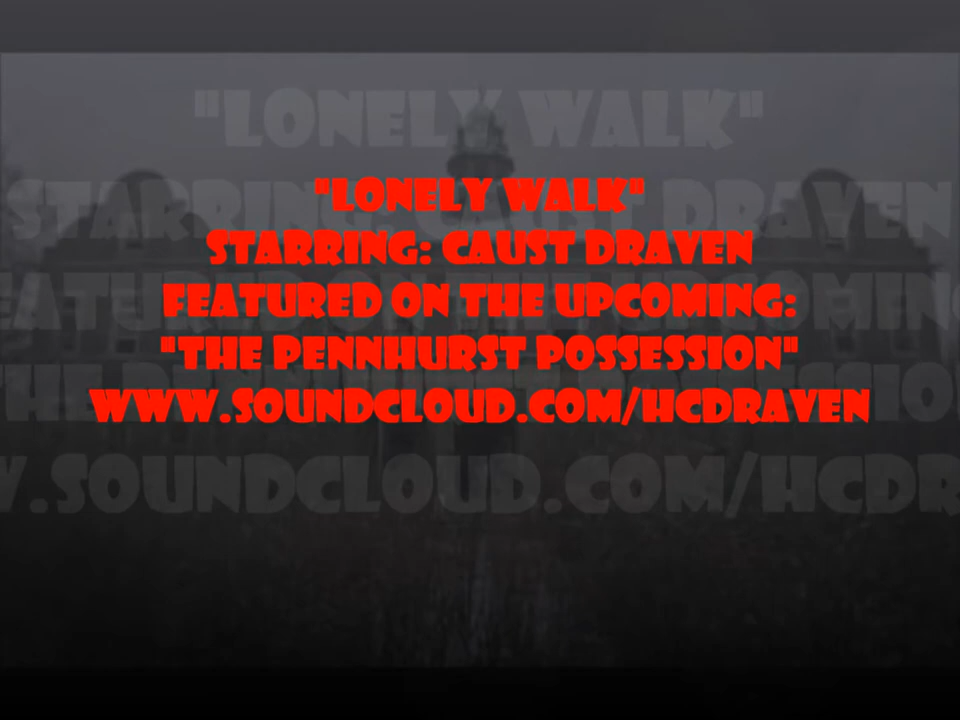 "LONELY WALK"
STARRING: CAUST DRAVEN
FEATURED ON THE UPCOMING:
"THE PENNHURST POSSESSION"
WWW.SOUNDCLOUD.COM/HCDRAVEN